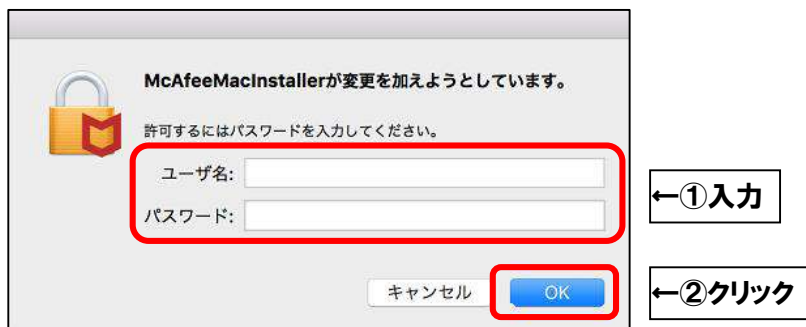 McAfeeMacInstallerが変更を加えようとしています。
許可するにはパスワードを入力してください。
ユーザ名:
←①入力
パスワード:
キャンセル
OK
←②クリック